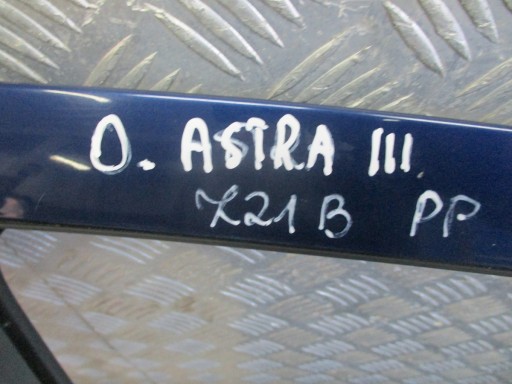 O. ASTRA III
Z21B PP